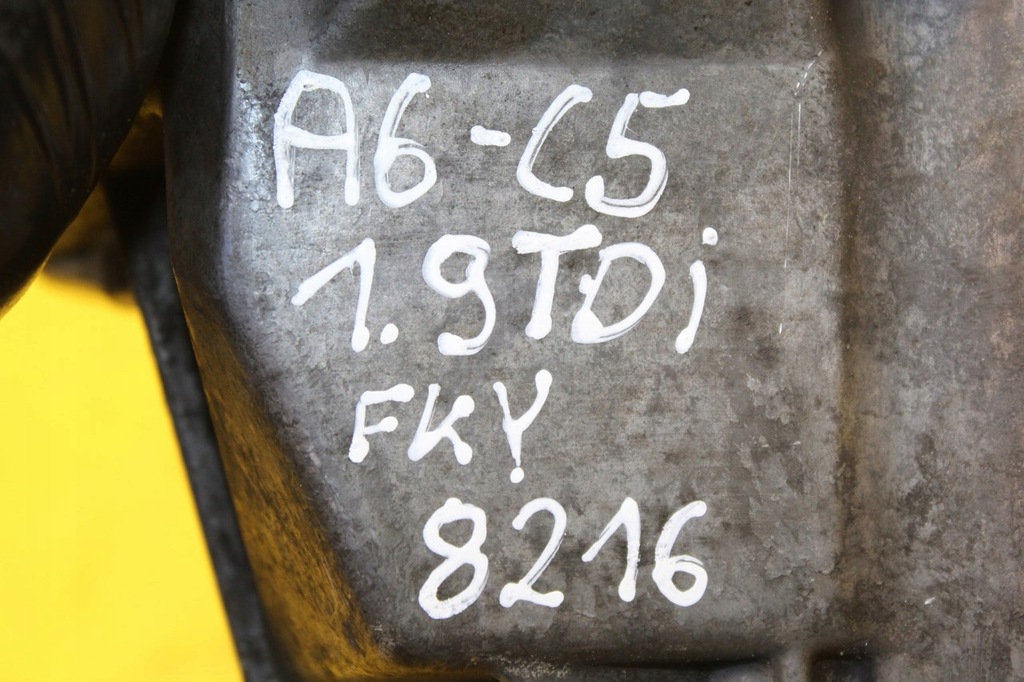 A6-C5
1.9TDi
FKY
8216